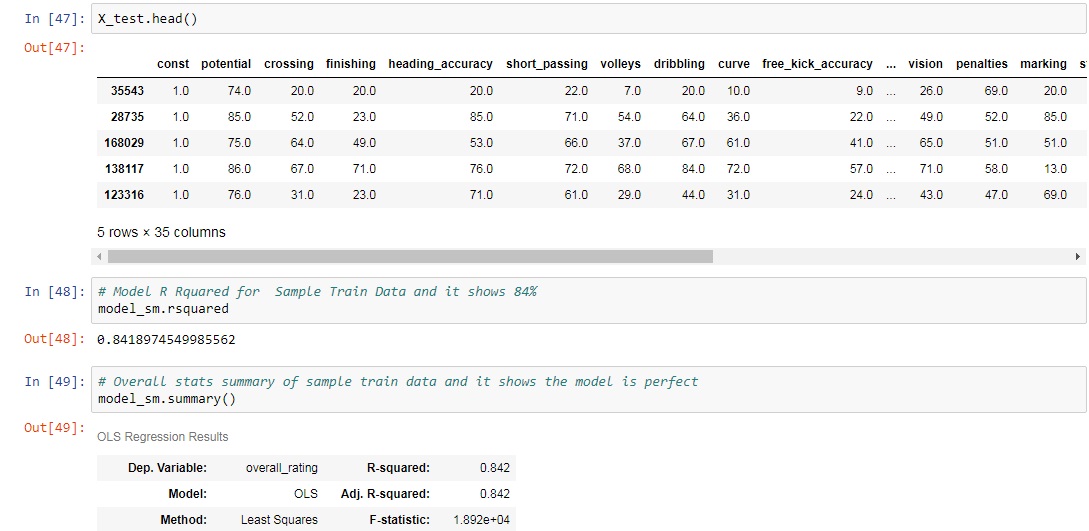 In [47]: X_test.head()
Out[47]:
const potential crossing finishing heading_accuracy short_passing volleys dribbling curve free_kick_accuracy ... vision penalties marking
35543 1.0 74.0 20.0 20.0 20.0 22.0 7.0 20.0 10.0 9.0 ... 26.0 69.0 20.0
28735 1.0 85.0 52.0 23.0 85.0 71.0 54.0 64.0 36.0 22.0 ... 49.0 52.0 85.0
168029 1.0 75.0 64.0 49.0 53.0 66.0 37.0 67.0 61.0 41.0 ... 65.0 51.0 51.0
138117 1.0 86.0 67.0 71.0 76.0 72.0 68.0 84.0 72.0 57.0 ... 71.0 58.0 13.0
123316 1.0 76.0 31.0 23.0 71.0 61.0 29.0 44.0 31.0 24.0 ... 43.0 47.0 69.0
5 rows × 35 columns
In [48]: # Model R Rquared for  Sample Train Data and it shows 84%
model_sm.rsquared
Out[48]: 0.8418974549985562
In [49]: # Overall stats summary of sample train data and it shows the model is perfect
model_sm.summary()
Out[49]:
OLS Regression Results
Dep. Variable: overall_rating R-squared: 0.842
Model: OLS Adj. R-squared: 0.842
Method: Least Squares F-statistic: 1.892e+04